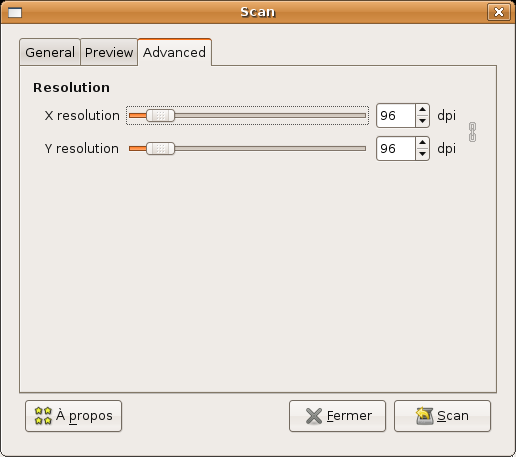 Scan
General Preview Advanced
Resolution
X resolution 96 dpi
Y resolution 96 dpi
À propos Fermer Scan